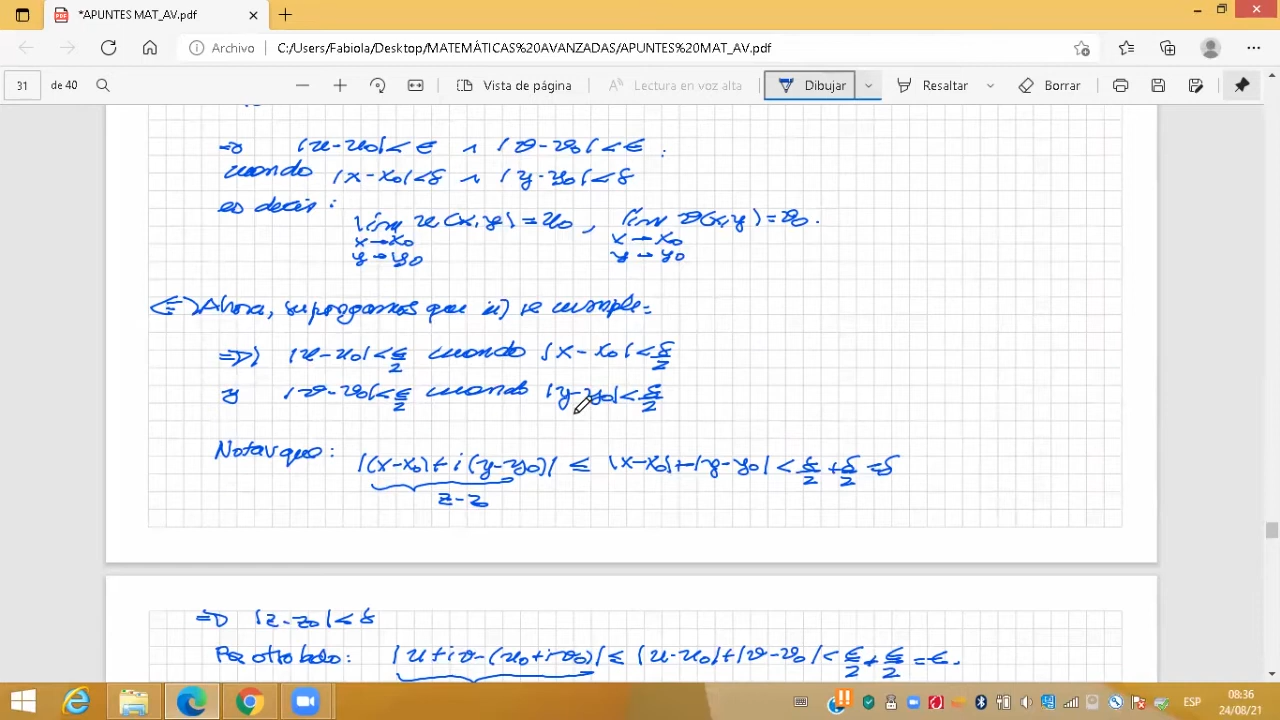 *APUNTES MAT_AV.pdf
Archivo C:/Users/Fabiola/Desktop/MATEMÁTICAS%20AVANZADAS/APUNTES%20MAT_AV.pdf
31 de 40 Vista de página Lectura en voz alta Dibujar Resaltar Borrar
⇒ |u-u₀|<ε ∧ |v-v₀|<ε.
cuando |x-x₀|<δ ∧ |y-y₀|<δ
es decir:
lím u(x,y)=u₀, lím v(x,y)=v₀.
x→x₀ x→x₀
y→y₀ y→y₀
⇐) Ahora, supongamos que ii) se cumple:
⇒ |u-u₀|<ε/2 cuando |x-x₀|<δ/2
y |v-v₀|<ε/2 cuando |y-y₀|<δ/2
Notar que: |(x-x₀)+i(y-y₀)| ≤ |x-x₀|+|y-y₀|<δ/2+δ/2=δ
z-z₀
⇒ |z-z₀|<δ
Por otro lado: |u+iv-(u₀+iv₀)| ≤ |u-u₀|+|v-v₀|<ε/2+ε/2=ε.
ESP
08:36
24/08/21